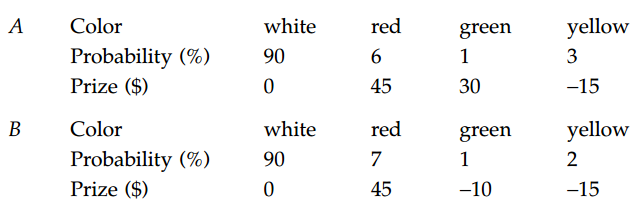 A Color white red green yellow
Probability (%) 90 6 1 3
Prize ($) 0 45 30 –15
B Color white red green yellow
Probability (%) 90 7 1 2
Prize ($) 0 45 –10 –15